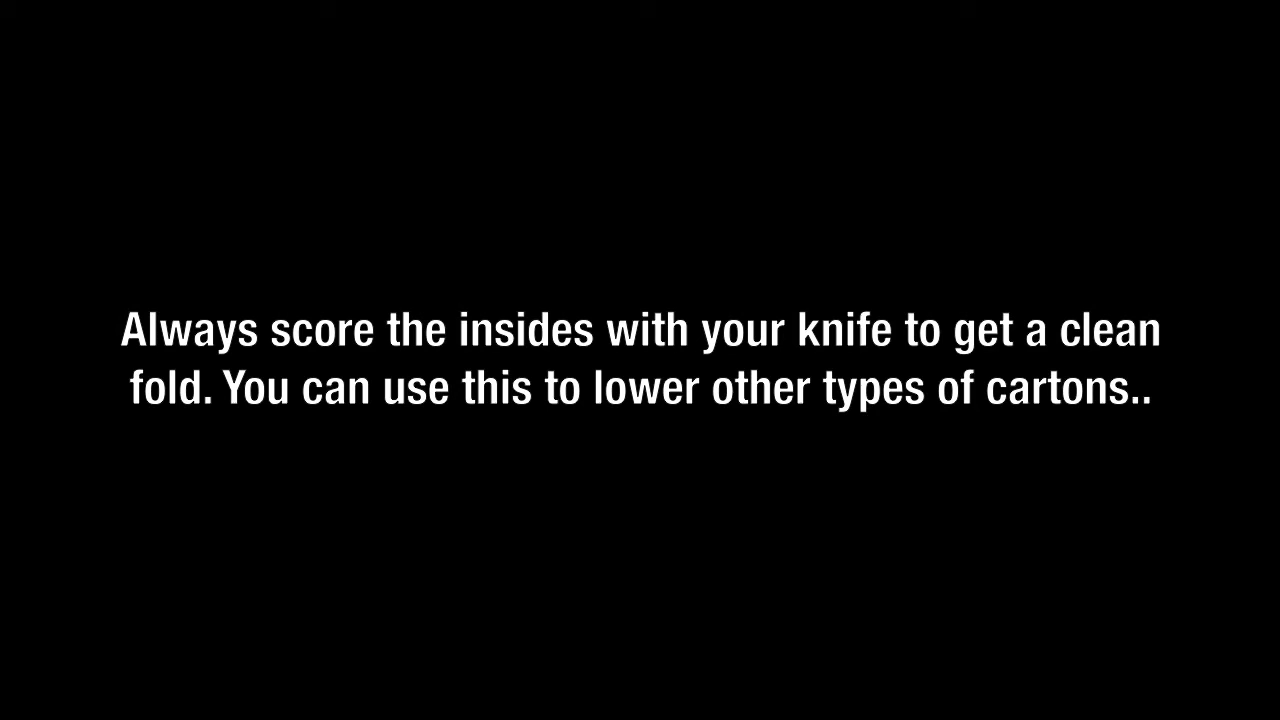 Always score the insides with your knife to get a clean
fold. You can use this to lower other types of cartons..